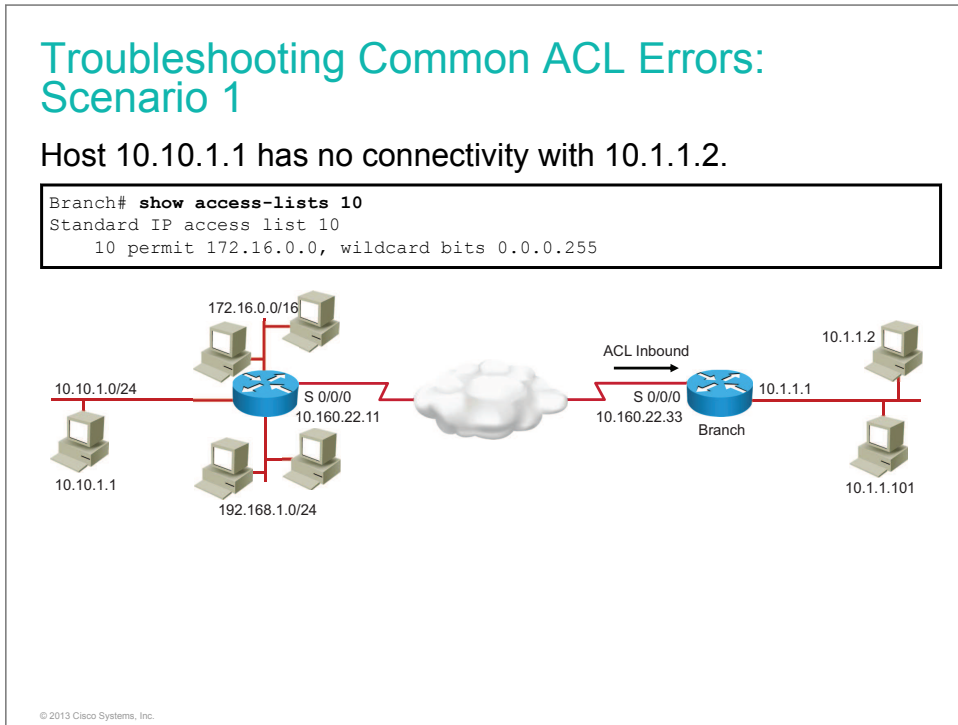 Troubleshooting Common ACL Errors:
Scenario 1
Host 10.10.1.1 has no connectivity with 10.1.1.2.
Branch# show access-lists 10
Standard IP access list 10
    10 permit 172.16.0.0, wildcard bits 0.0.0.255
172.16.0.0/16
10.1.1.2
ACL Inbound
10.10.1.0/24
S 0/0/0
10.160.22.11
S 0/0/0
10.160.22.33
10.1.1.1
Branch
10.10.1.1
192.168.1.0/24
10.1.1.101
© 2013 Cisco Systems, Inc.